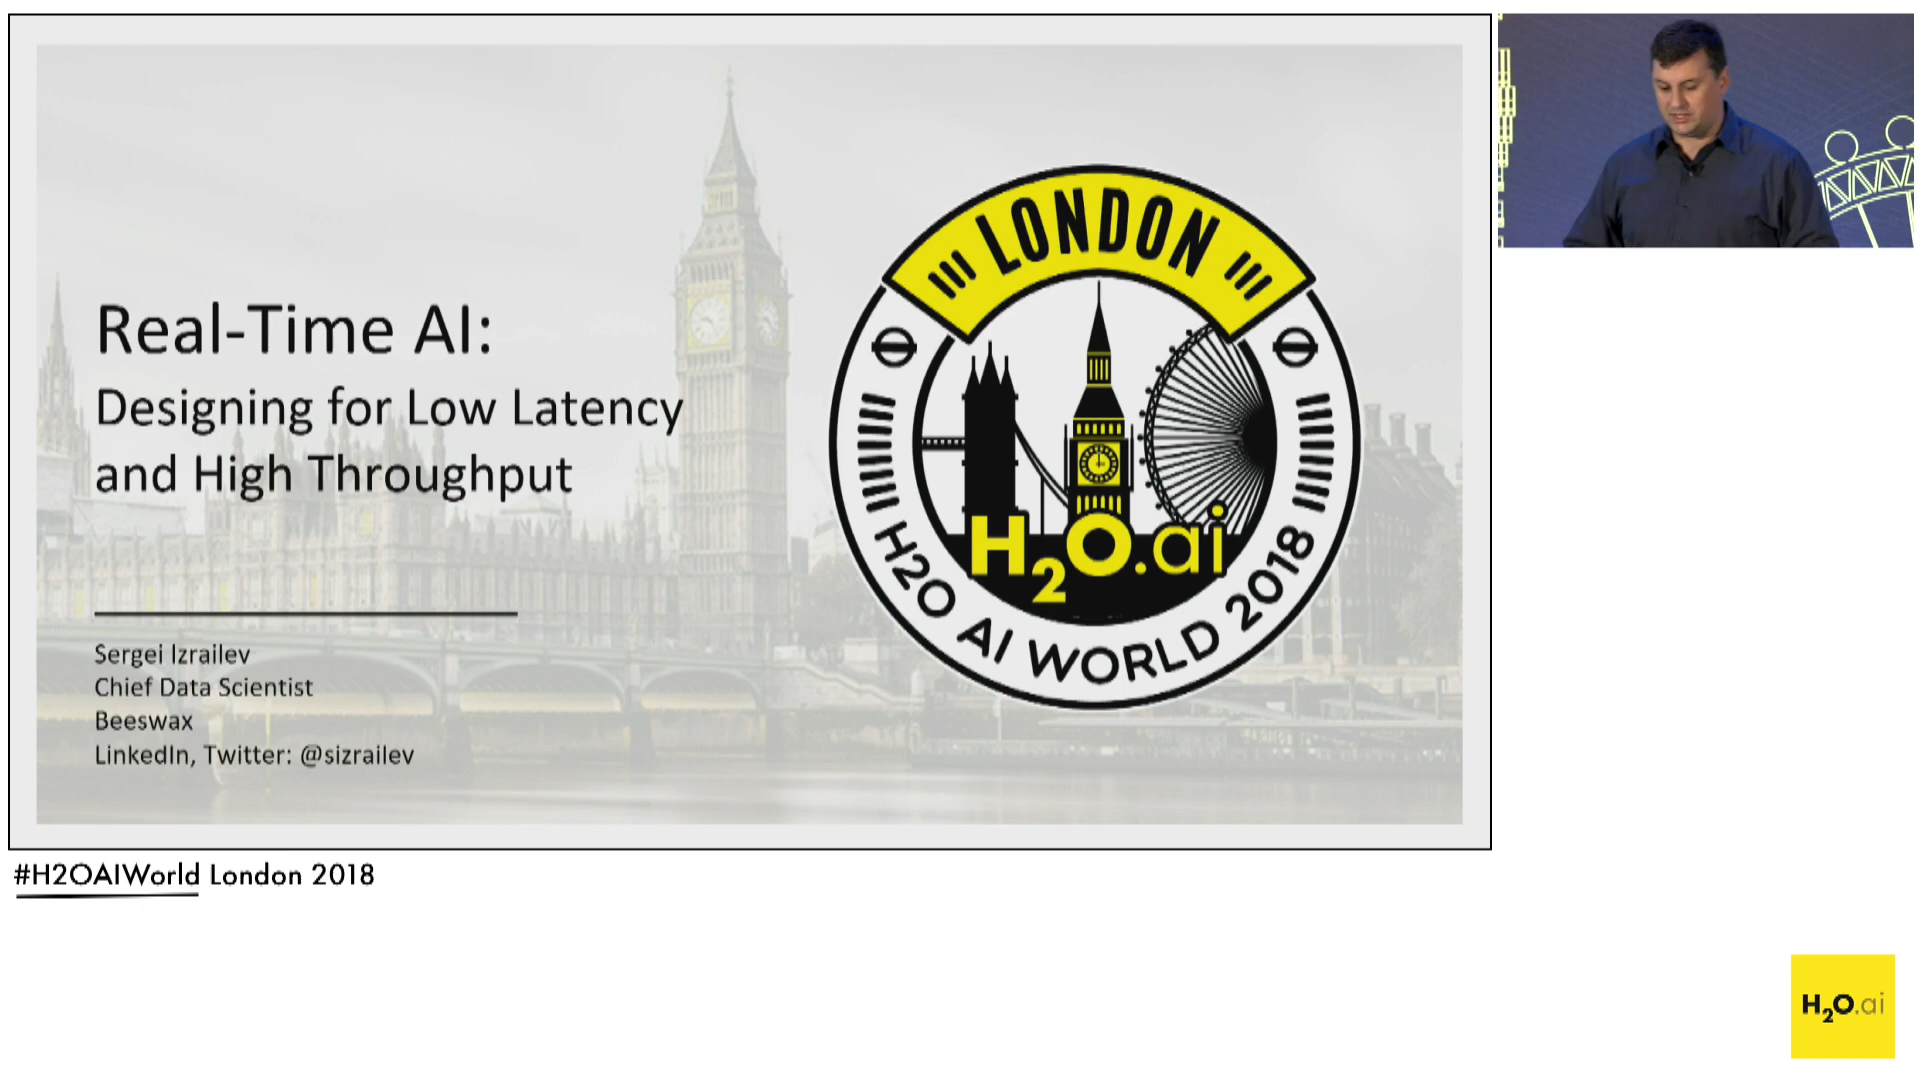 Real-Time AI:
Designing for Low Latency
and High Throughput
Sergei Izrailev
Chief Data Scientist
Beeswax
LinkedIn, Twitter: @sizrailev
LONDON
H2O.ai
H2O AI WORLD 2018
#H2OAIWorld London 2018
H2O.ai